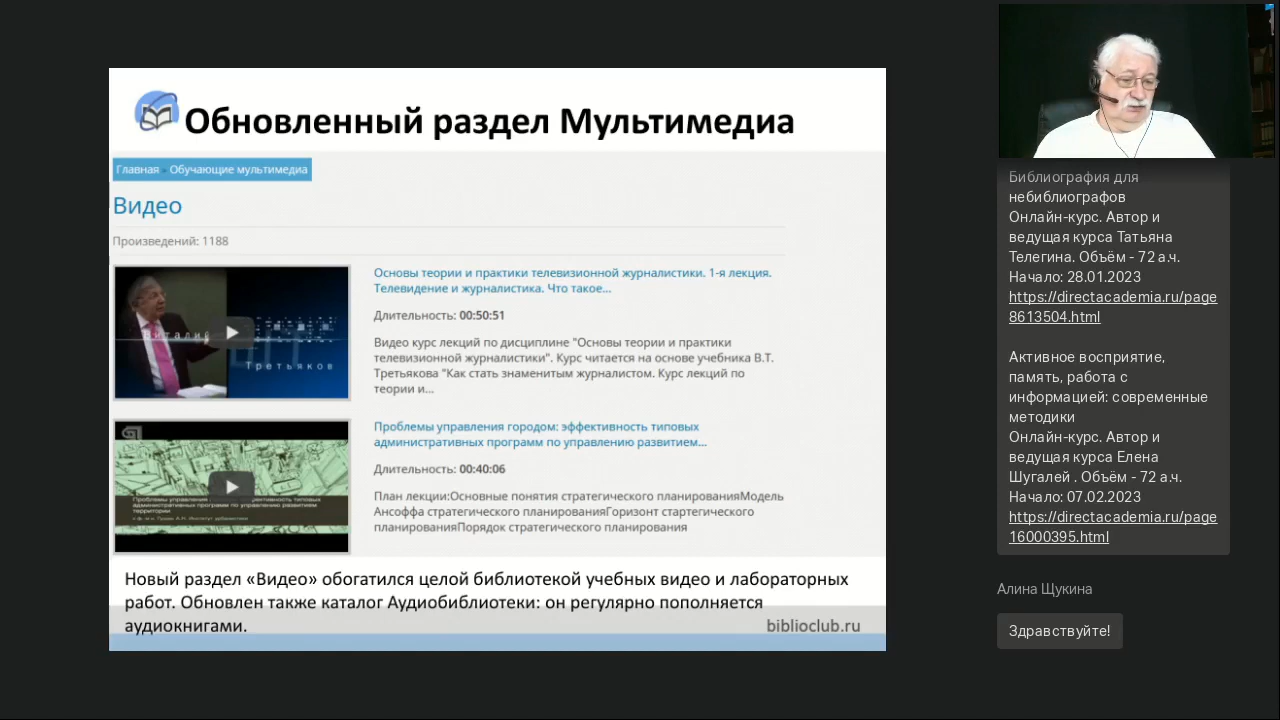 Обновленный раздел Мультимедиа
Главная Обучающие мультимедиа
Видео
Произведений: 1188
Виталий
Третьяков
Основы теории и практики телевизионной журналистики. 1-я лекция.
Телевидение и журналистика. Что такое...
Длительность: 00:50:51
Видео курс лекций по дисциплине "Основы теории и практики
телевизионной журналистики". Курс читается на основе учебника В.Т.
Третьякова "Как стать знаменитым журналистом. Курс лекций по
теории и...
Проблемы управления городом: эффективность типовых
административных программ по управлению развитием...
Длительность: 00:40:06
План лекции:Основные понятия стратегического планированияМодель
Ансоффа стратегического планированияГоризонт стартегического
планированияПорядок стратегического планирования
Новый раздел «Видео» обогатился целой библиотекой учебных видео и лабораторных
работ. Обновлен также каталог Аудиобиблиотеки: он регулярно пополняется
аудиокнигами.
biblioclub.ru
Библиография для
небиблиографов
Онлайн-курс. Автор и
ведущая курса Татьяна
Телегина. Объём - 72 а.ч.
Начало: 28.01.2023
https://directacademia.ru/page
8613504.html
Активное восприятие,
память, работа с
информацией: современные
методики
Онлайн-курс. Автор и
ведущая курса Елена
Шугалей . Объём - 72 а.ч.
Начало: 07.02.2023
https://directacademia.ru/page
16000395.html
Алина Щукина
Здравствуйте!